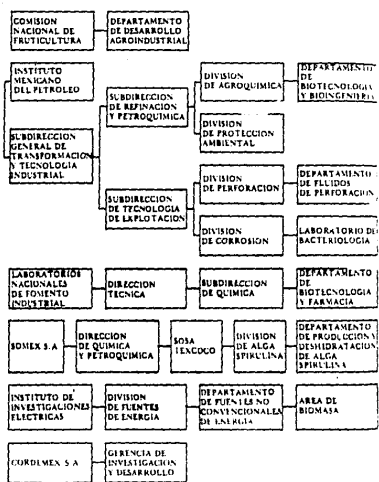 COMISION
NACIONAL DE
FRUTICULTURA
DEPARTAMENTO
DE DESARROLLO
AGROINDUSTRIAL
INSTITUTO
MEXICANO
DEL PETROLEO
SUBDIRECCION
GENERAL DE
TRANSFORMACION
Y TECNOLOGIA
INDUSTRIAL
SUBDIRECCION
DE REFINACION
Y PETROQUIMICA
DIVISION
DE AGROQUIMICA
DEPARTAMENTO
DE
BIOTECNOLOGIA
Y BIOINGENIERIA
DIVISION
DE PROTECCION
AMBIENTAL
SUBDIRECCION
DE TECNOLOGIA
DE EXPLOTACION
DIVISION
DE PERFORACION
DEPARTAMENTO
DE FLUIDOS
DE PERFORACION
DIVISION
DE CORROSION
LABORATORIO DE
BACTERIOLOGIA
LABORATORIOS
NACIONALES
DE FOMENTO
INDUSTRIAL
DIRECCION
TECNICA
SUBDIRECCION
DE QUIMICA
DEPARTAMENTO
DE
BIOTECNOLOGIA
Y FARMACIA
SOMEX S.A
DIRECCION
DE QUIMICA
Y PETROQUIMICA
SOSA
TEXCOCO
DIVISION
DE ALGA
SPIRULINA
DEPARTAMENTO
DE PRODUCCION Y
DESHIDRATACION
DE ALGA
SPIRULINA
INSTITUTO DE
INVESTIGACIONES
ELECTRICAS
DIVISION
DE FUENTES
DE ENERGIA
DEPARTAMENTO
DE FUENTES NO
CONVENCIONALES
DE ENERGIA
AREA DE
BIOMASA
CORDEMEX S A
GERENCIA DE
INVESTIGACION
Y DESARROLLO